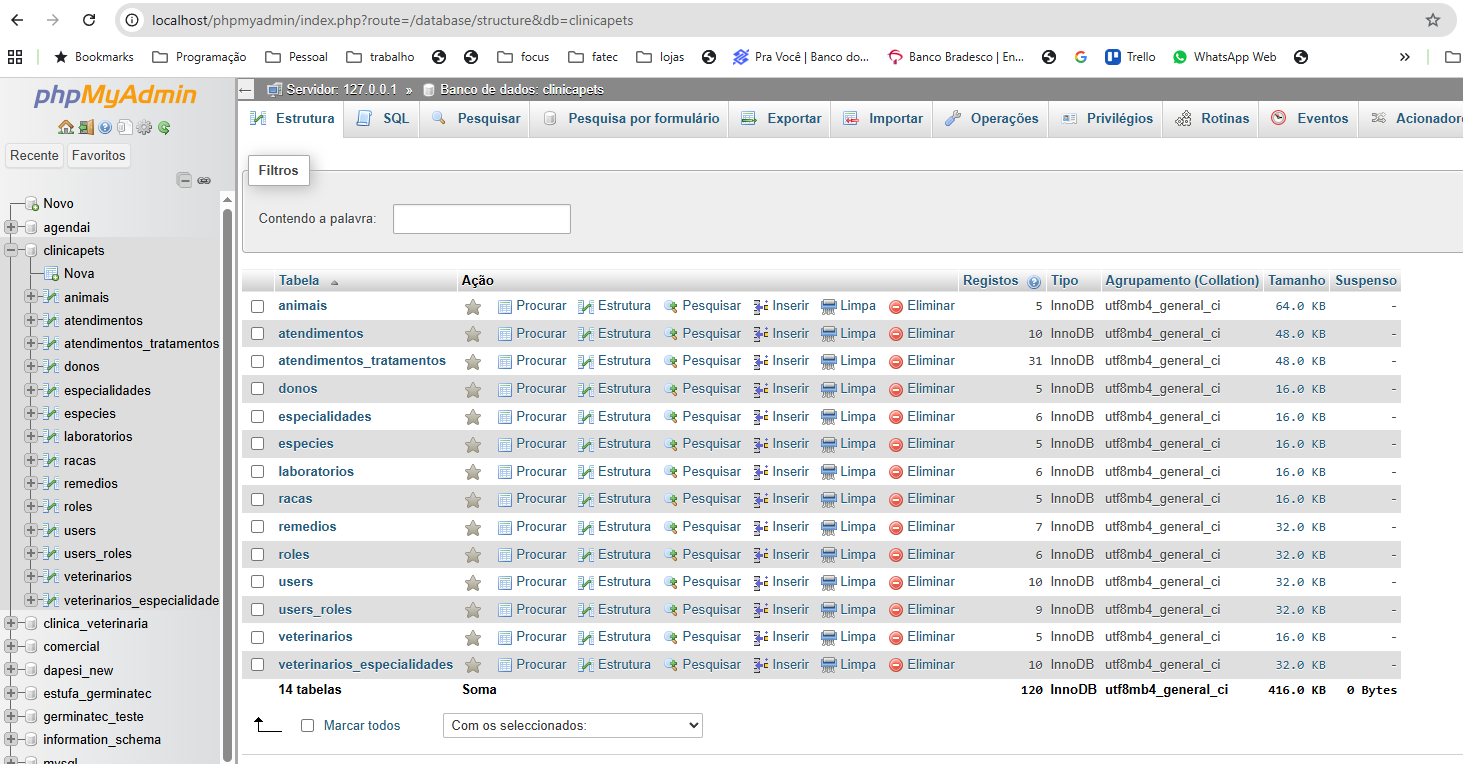 localhost/phpmyadmin/index.php?route=/database/structure&db=clinicapets
Bookmarks Programação Pessoal trabalho focus fatec lojas Pra Você | Banco do... Banco Bradesco | En... Trello WhatsApp Web »
phpMyAdmin
Recente Favoritos
Novo
agendai
clinicapets
Nova
animais
atendimentos
atendimentos_tratamentos
donos
especialidades
especies
laboratorios
racas
remedios
roles
users
users_roles
veterinarios
veterinarios_especialidade
clinica_veterinaria
comercial
dapesi_new
estufa_germinatec
germinatec_teste
information_schema
mysql
Servidor: 127.0.0.1 » Banco de dados: clinicapets
Estrutura SQL Pesquisar Pesquisa por formulário Exportar Importar Operações Privilégios Rotinas Eventos Acionador
Filtros
Contendo a palavra:
Tabela Ação Registos Tipo Agrupamento (Collation) Tamanho Suspenso
animais Procurar Estrutura Pesquisar Inserir Limpa Eliminar 5 InnoDB utf8mb4_general_ci 64.0 KB -
atendimentos Procurar Estrutura Pesquisar Inserir Limpa Eliminar 10 InnoDB utf8mb4_general_ci 48.0 KB -
atendimentos_tratamentos Procurar Estrutura Pesquisar Inserir Limpa Eliminar 31 InnoDB utf8mb4_general_ci 48.0 KB -
donos Procurar Estrutura Pesquisar Inserir Limpa Eliminar 5 InnoDB utf8mb4_general_ci 16.0 KB -
especialidades Procurar Estrutura Pesquisar Inserir Limpa Eliminar 6 InnoDB utf8mb4_general_ci 16.0 KB -
especies Procurar Estrutura Pesquisar Inserir Limpa Eliminar 5 InnoDB utf8mb4_general_ci 16.0 KB -
laboratorios Procurar Estrutura Pesquisar Inserir Limpa Eliminar 6 InnoDB utf8mb4_general_ci 16.0 KB -
racas Procurar Estrutura Pesquisar Inserir Limpa Eliminar 5 InnoDB utf8mb4_general_ci 16.0 KB -
remedios Procurar Estrutura Pesquisar Inserir Limpa Eliminar 7 InnoDB utf8mb4_general_ci 32.0 KB -
roles Procurar Estrutura Pesquisar Inserir Limpa Eliminar 6 InnoDB utf8mb4_general_ci 32.0 KB -
users Procurar Estrutura Pesquisar Inserir Limpa Eliminar 10 InnoDB utf8mb4_general_ci 32.0 KB -
users_roles Procurar Estrutura Pesquisar Inserir Limpa Eliminar 9 InnoDB utf8mb4_general_ci 32.0 KB -
veterinarios Procurar Estrutura Pesquisar Inserir Limpa Eliminar 5 InnoDB utf8mb4_general_ci 16.0 KB -
veterinarios_especialidades Procurar Estrutura Pesquisar Inserir Limpa Eliminar 10 InnoDB utf8mb4_general_ci 32.0 KB -
14 tabelas Soma 120 InnoDB utf8mb4_general_ci 416.0 KB 0 Bytes
Marcar todos Com os seleccionados: